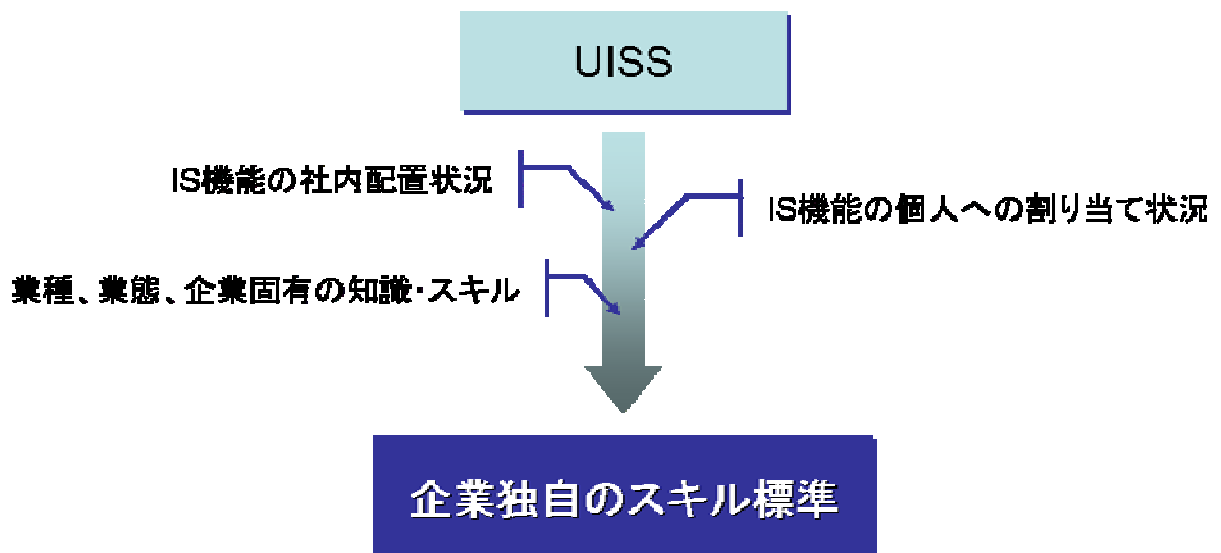 UISS
IS機能の社内配置状況
IS機能の個人への割り当て状況
業種、業態、企業固有の知識・スキル
企業独自のスキル標準